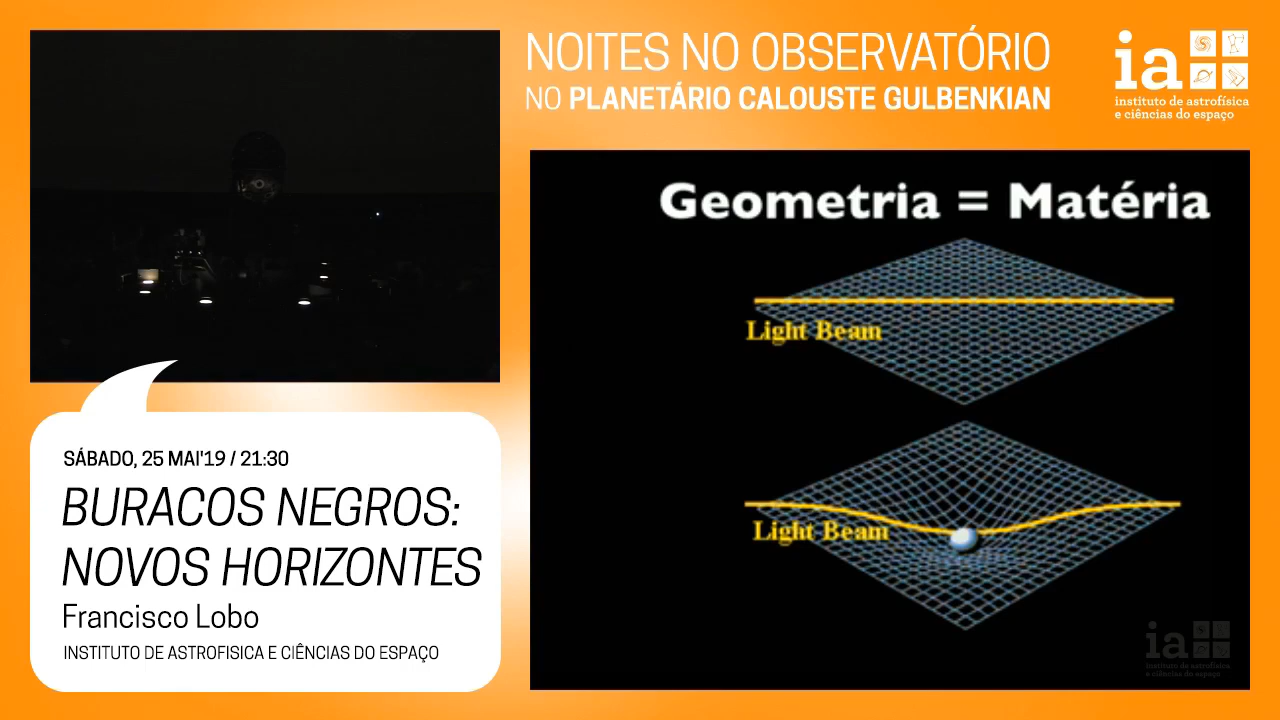 NOITES NO OBSERVATÓRIO
NO PLANETÁRIO CALOUSTE GULBENKIAN
ia
instituto de astrofísica
e ciências do espaço
SÁBADO, 25 MAI'19 / 21:30
BURACOS NEGROS:
NOVOS HORIZONTES
Francisco Lobo
INSTITUTO DE ASTROFISICA E CIÊNCIAS DO ESPAÇO
Geometria = Matéria
Light Beam
Light Beam
ia
instituto de astrofísica
e ciências do espaço